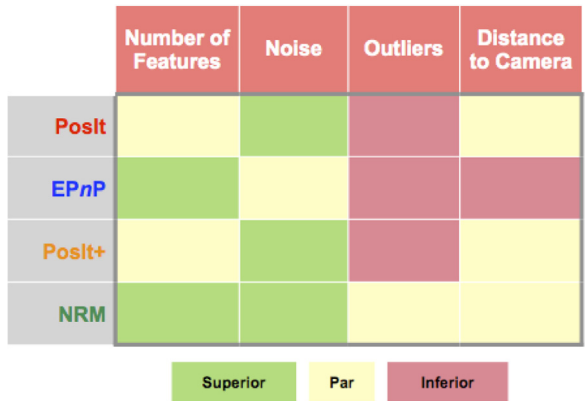 Number of Features
Noise
Outliers
Distance to Camera
PosIt
EPnP
PosIt+
NRM
Superior
Par
Inferior